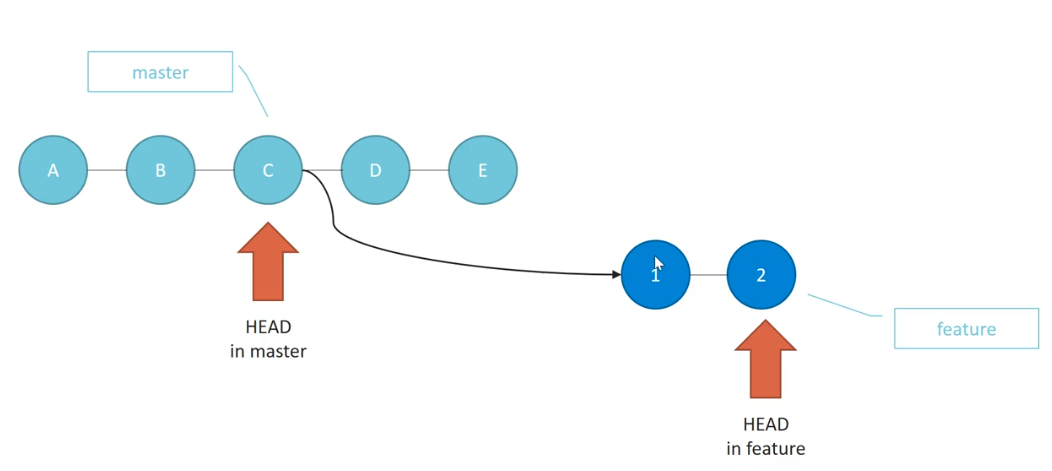 master
A
B
C
D
E
1
2
feature
HEAD
in master
HEAD
in feature